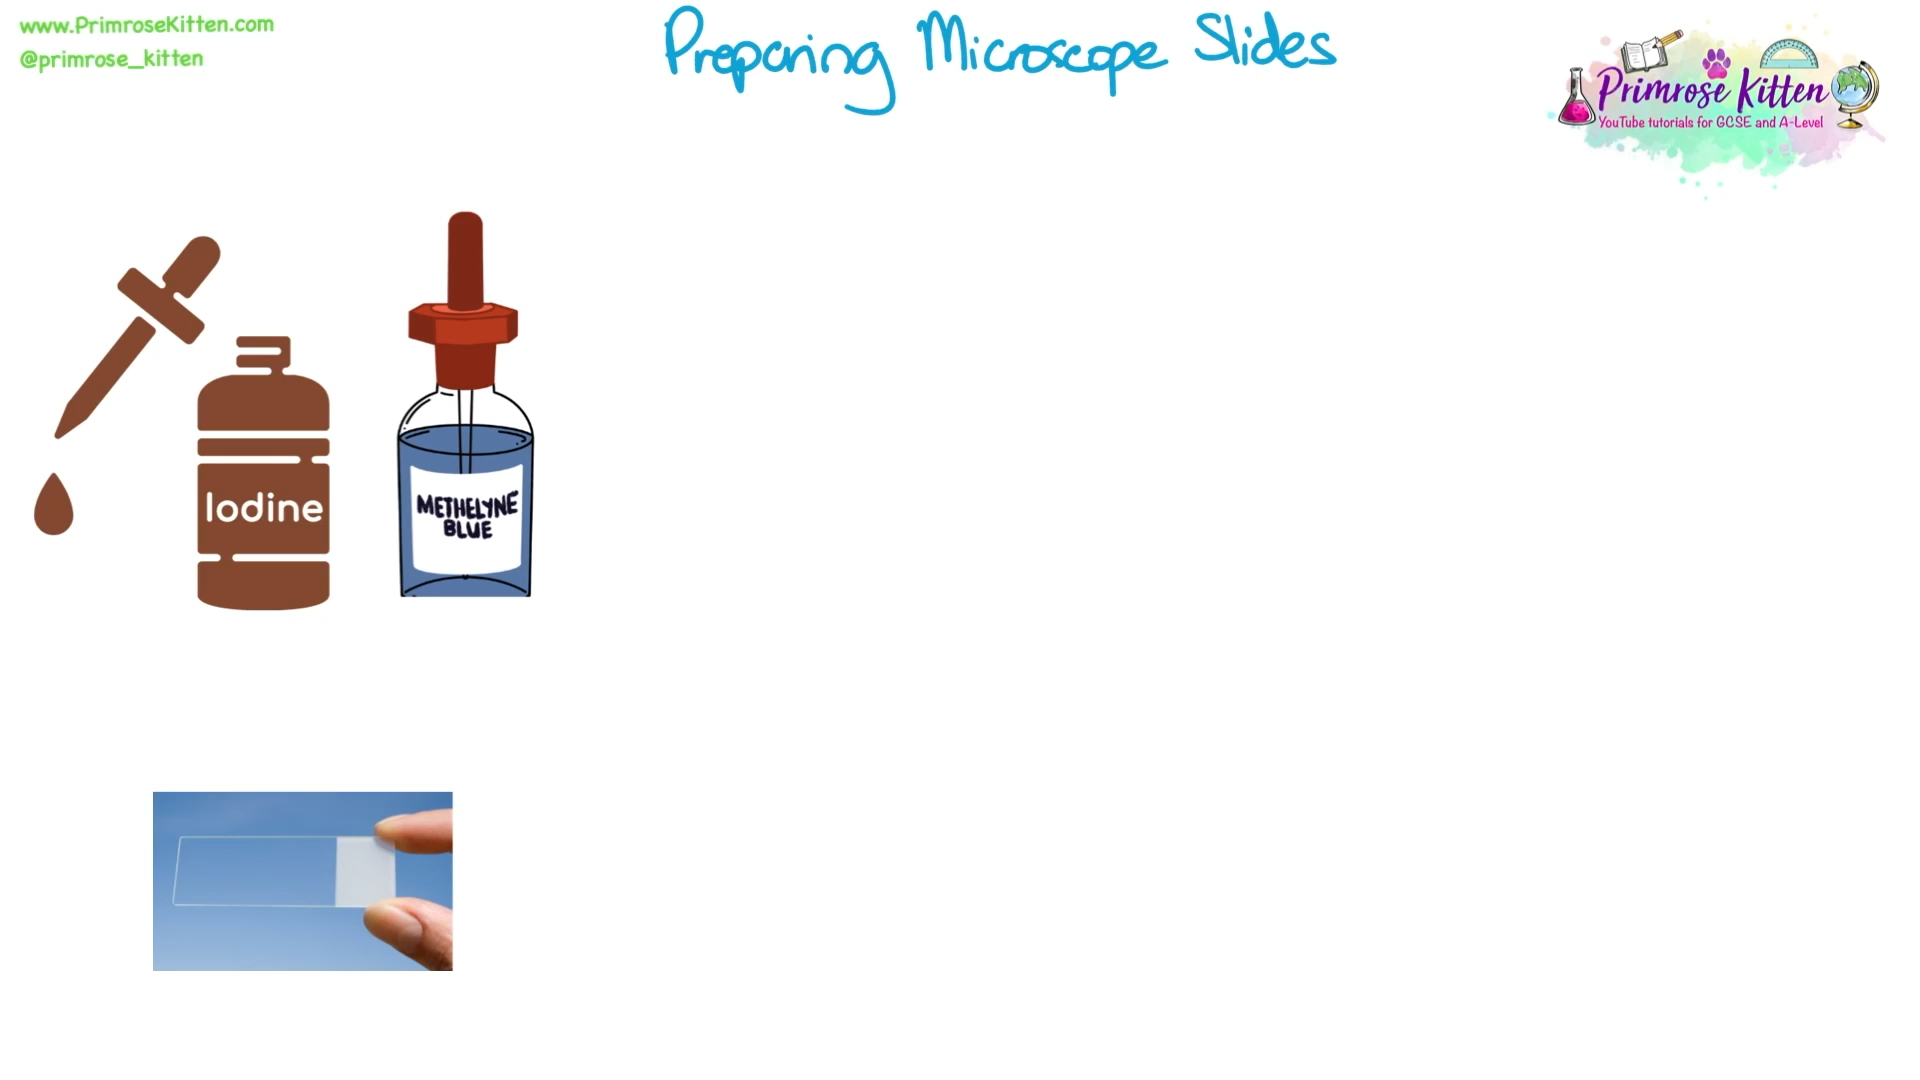 www.PrimroseKitten.com
@primrose_kitten
Preparing Microscope Slides
Primrose Kitten
YouTube tutorials for GCSE and A-Level
Iodine
METHELYNE
BLUE